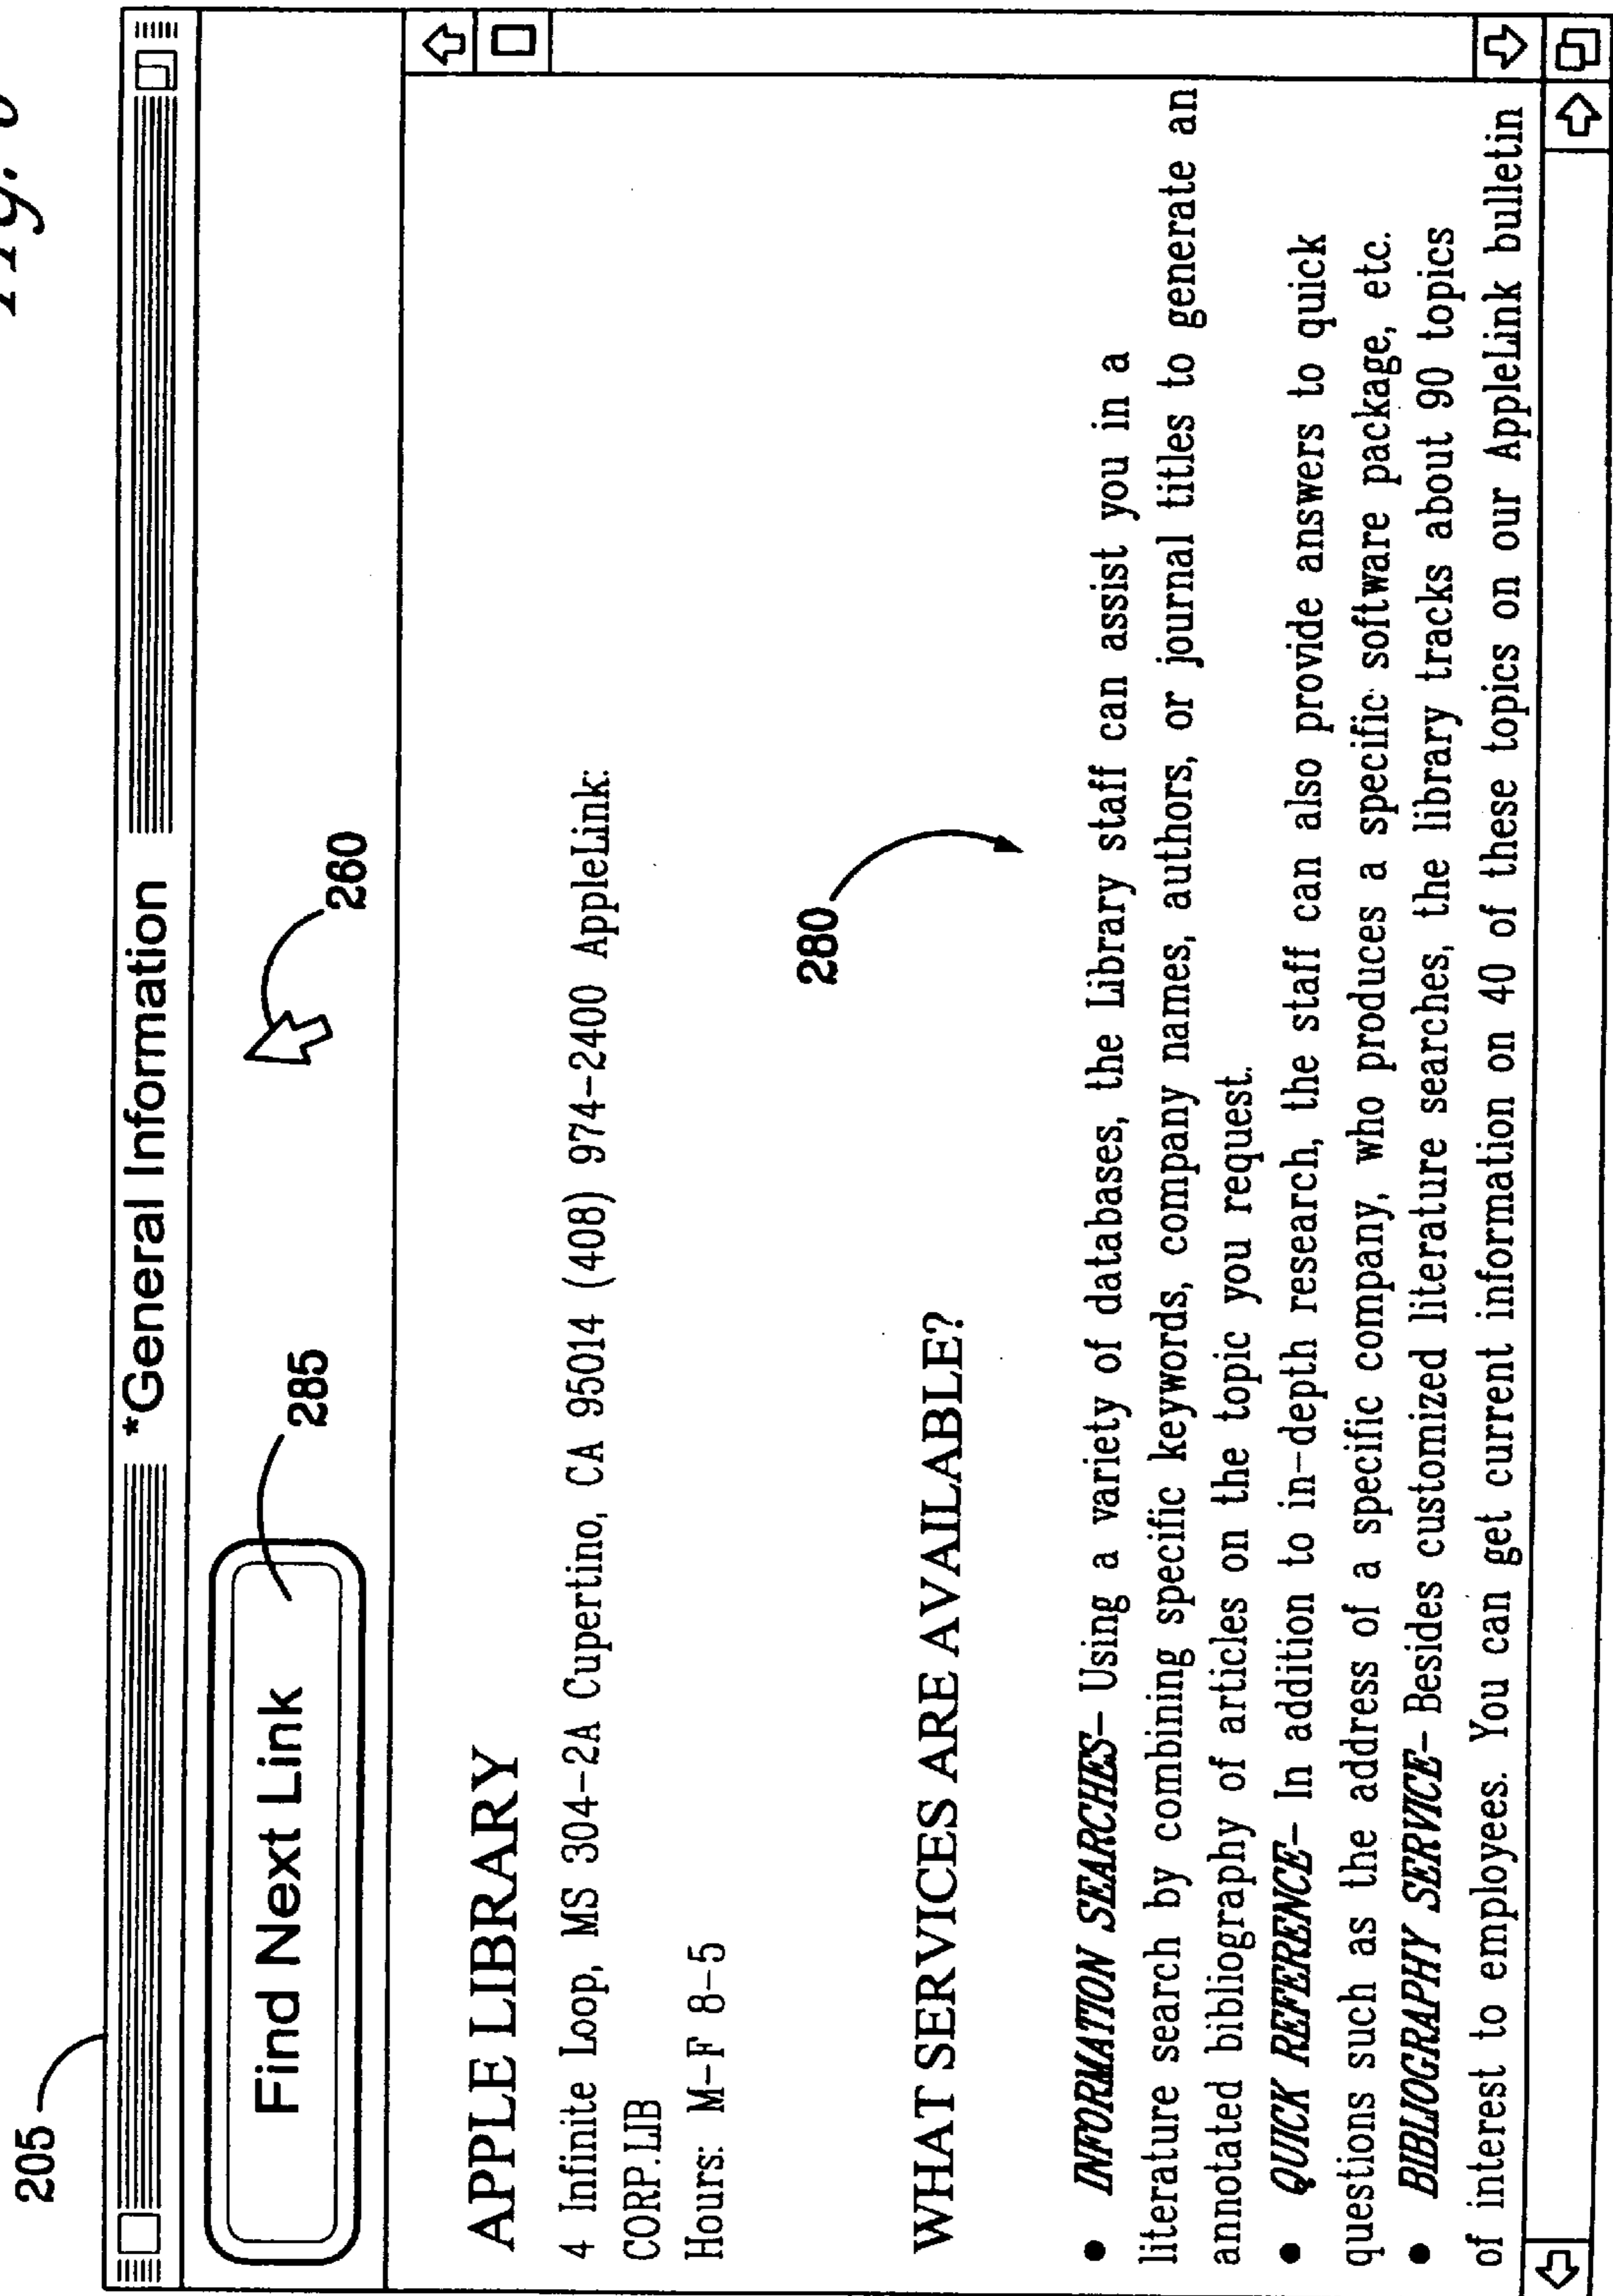 Fig.
205
*General Information
Find Next Link
285
260
APPLE LIBRARY
4 Infinite Loop, MS 304-2A Cupertino, CA 95014 (408) 974-2400 AppleLink:
CORP.LIB
Hours: M-F 8-5
280
WHAT SERVICES ARE AVAILABLE?
• INFORMATION SEARCHES- Using a variety of databases, the Library staff can assist you in a
literature search by combining specific keywords, company names, authors, or journal titles to generate an
annotated bibliography of articles on the topic you request.
• QUICK REFERENCE- In addition to in-depth research, the staff can also provide answers to quick
questions such as the address of a specific company, who produces a specific software package, etc.
• BIBLIOGRAPHY SERVICE- Besides customized literature searches, the library tracks about 90 topics
of interest to employees. You can get current information on 40 of these topics on our AppleLink bulletin